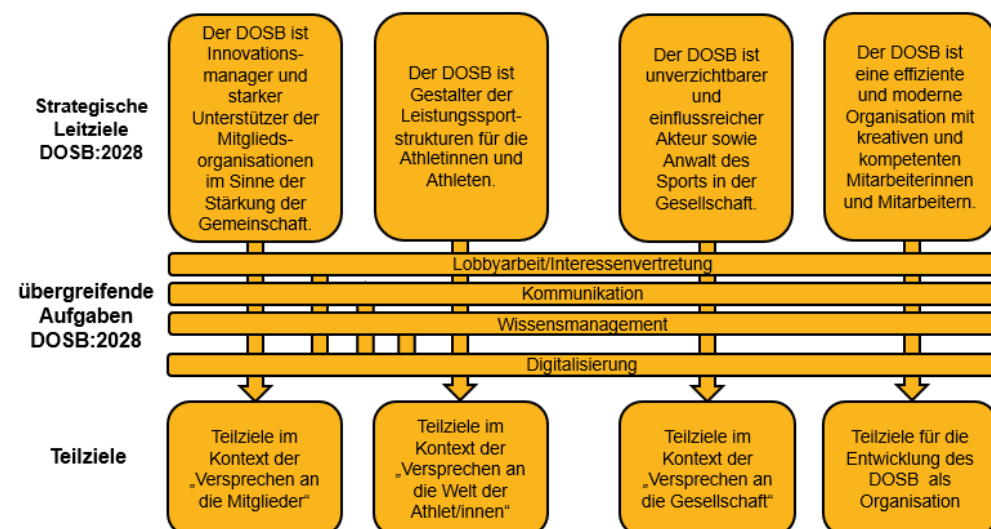 Strategische
Leitziele
DOSB:2028
Der DOSB ist
Innovations-
manager und
starker
Unterstützer der
Mitglieds-
organisationen
im Sinne der
Stärkung der
Gemeinschaft.
Der DOSB ist
Gestalter der
Leistungssport-
strukturen für die
Athletinnen und
Athleten.
Der DOSB ist
unverzichtbarer
und
einflussreicher
Akteur sowie
Anwalt des
Sports in der
Gesellschaft.
Der DOSB ist
eine effiziente
und moderne
Organisation mit
kreativen und
kompetenten
Mitarbeiterinnen
und Mitarbeitern.
übergreifende
Aufgaben
DOSB:2028
Lobbyarbeit/Interessenvertretung
Kommunikation
Wissensmanagement
Digitalisierung
Teilziele
Teilziele im
Kontext der
„Versprechen an
die Mitglieder“
Teilziele im
Kontext der
„Versprechen an
die Welt der
Athlet/innen“
Teilziele im
Kontext der
„Versprechen an
die Gesellschaft“
Teilziele für die
Entwicklung des
DOSB als
Organisation